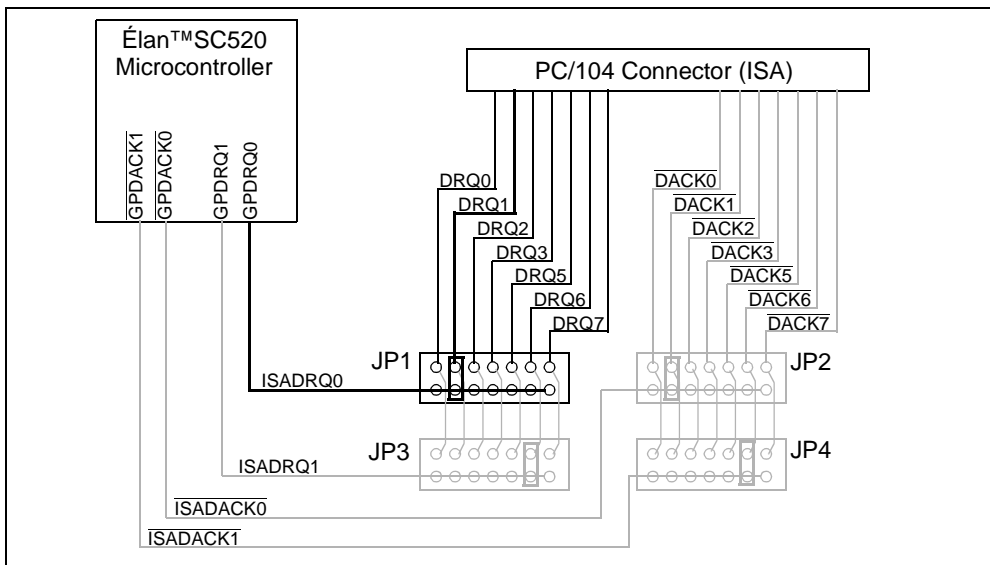 Élan™SC520
Microcontroller
GPDACK1
GPDACK0
GPDRQ1
GPDRQ0
PC/104 Connector (ISA)
DRQ0
DRQ1
DRQ2
DRQ3
DRQ5
DRQ6
DRQ7
DACK0
DACK1
DACK2
DACK3
DACK5
DACK6
DACK7
JP1
JP2
ISADRQ0
JP3
JP4
ISADRQ1
ISADACK0
ISADACK1